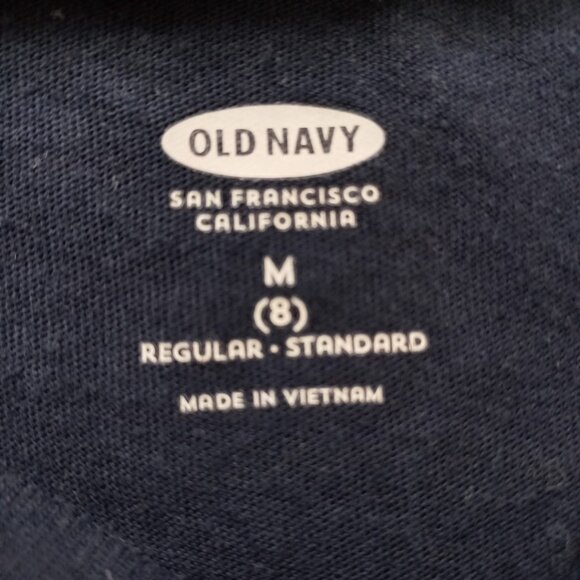 OLD NAVY
SAN FRANCISCO
CALIFORNIA
M
(8)
REGULAR • STANDARD
MADE IN VIETNAM